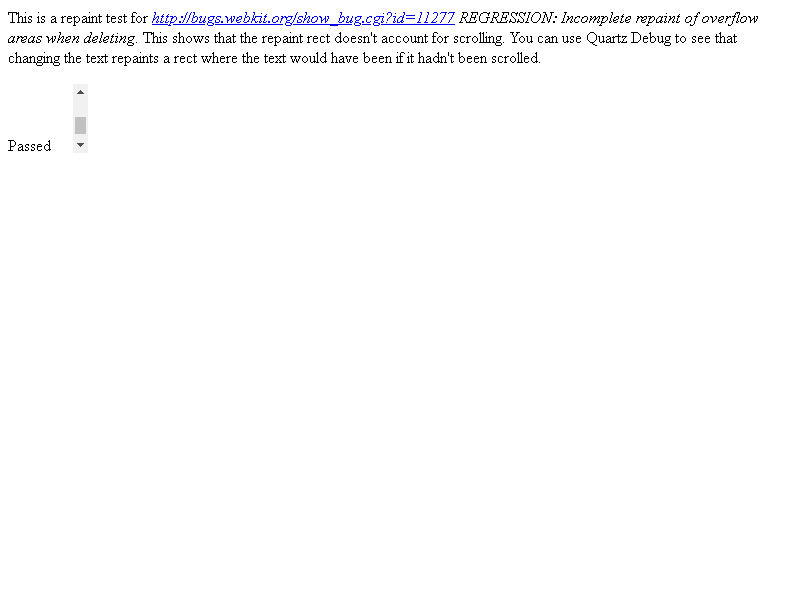 This is a repaint test for http://bugs.webkit.org/show_bug.cgi?id=11277 REGRESSION: Incomplete repaint of overflow
areas when deleting. This shows that the repaint rect doesn't account for scrolling. You can use Quartz Debug to see that
changing the text repaints a rect where the text would have been if it hadn't been scrolled.
Passed